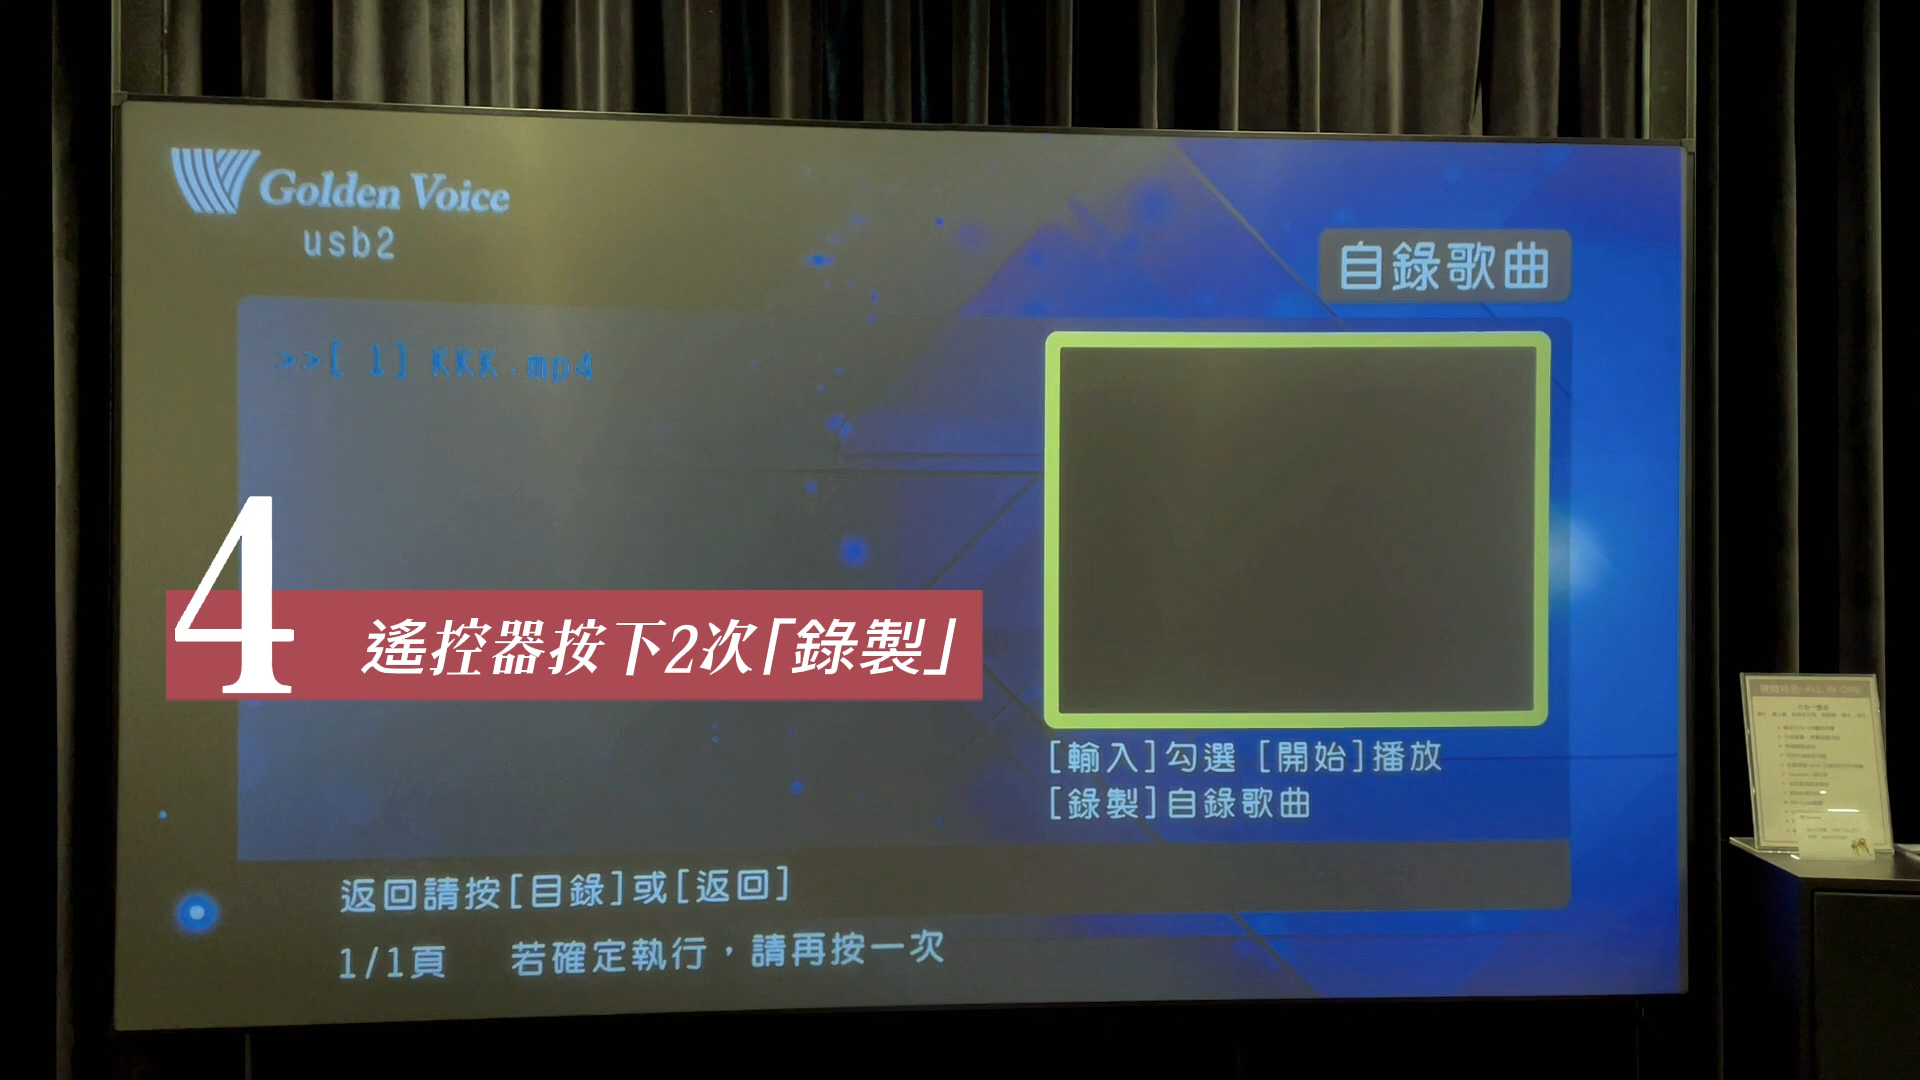 Golden Voice
usb2
自錄歌曲
>>[ 1] KKK.mp4
4 遙控器按下2次「錄製」
[輸入]勾選 [開始]播放
[錄製]自錄歌曲
返回請按[目錄]或[返回]
1/1頁 若確定執行，請再按一次